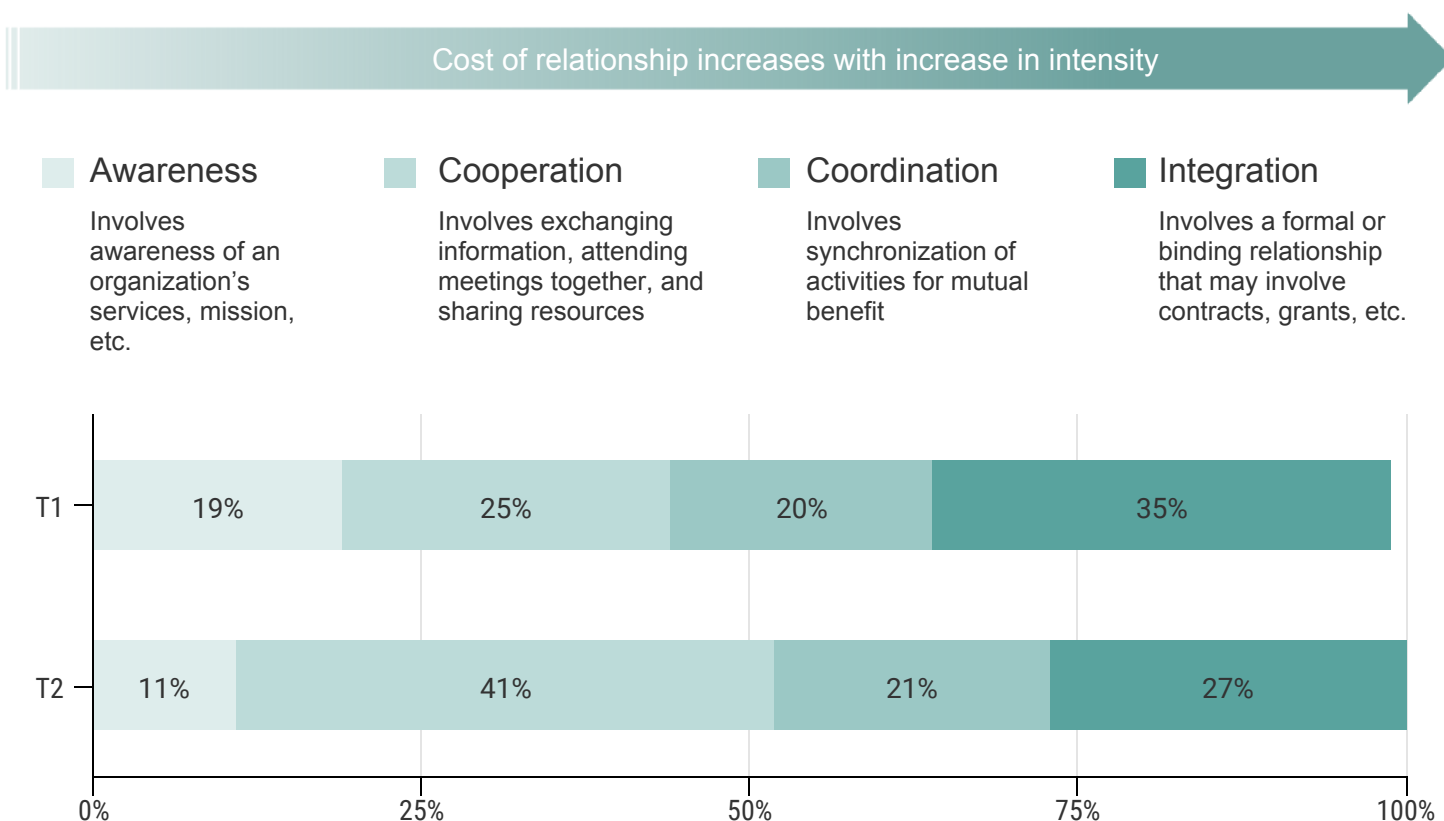 Cost of relationship increases with increase in intensity
Awareness
Involves
awareness of an
organization's
services, mission,
etc.
Cooperation
Involves exchanging
information, attending
meetings together, and
sharing resources
Coordination
Involves
synchronization of
activities for mutual
benefit
Integration
Involves a formal or
binding relationship
that may involve
contracts, grants, etc.
T1
19%
25%
20%
35%
T2
11%
41%
21%
27%
0%
25%
50%
75%
100%